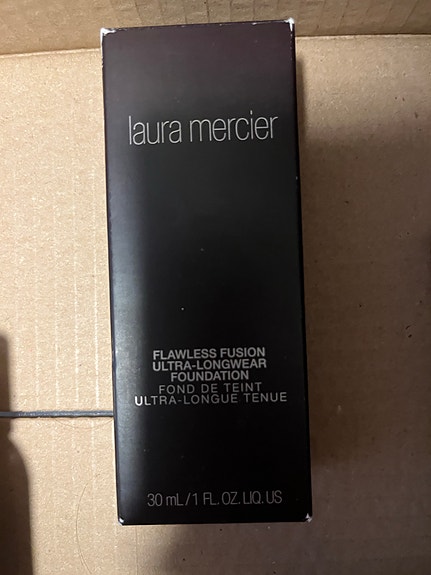 laura mercier
FLAWLESS FUSION
ULTRA-LONGWEAR
FOUNDATION
FOND DE TEINT
ULTRA-LONGUE TENUE
30 mL/1 FL. OZ. LIQ. US